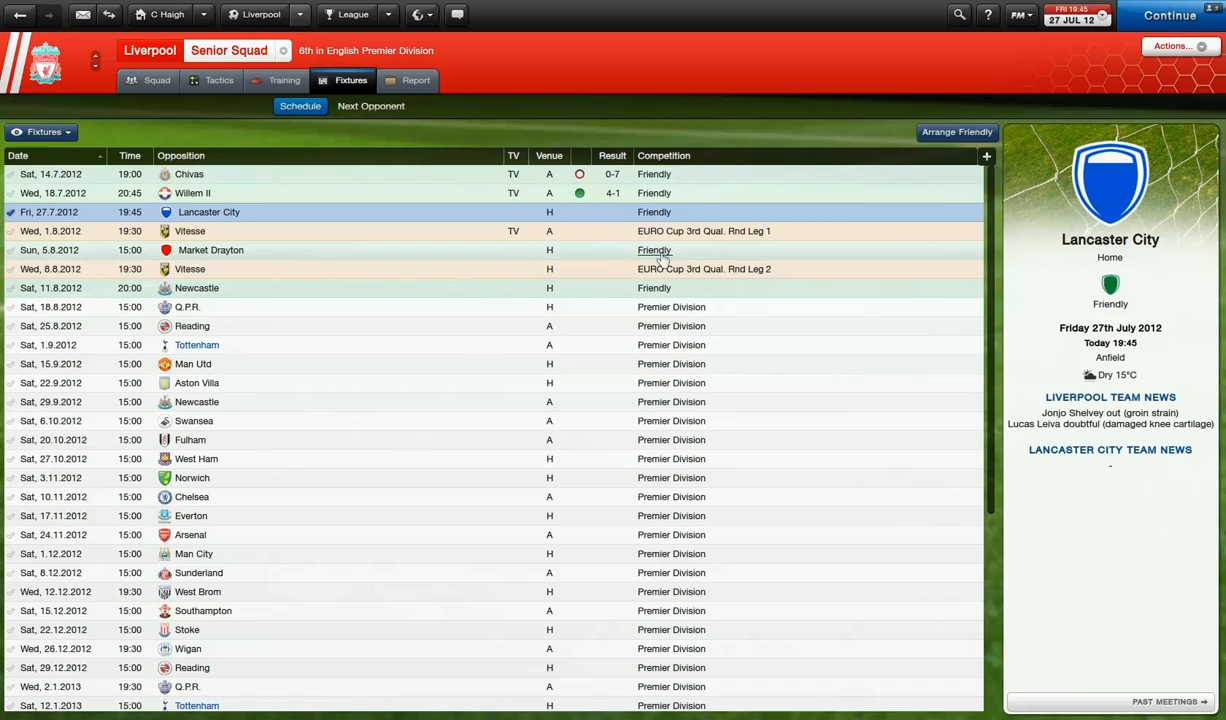 C Haigh Liverpool League ? FM FRI 19:45 27 JUL 12 2 Continue
Liverpool Senior Squad 6th in English Premier Division Actions...
Squad Tactics Training Fixtures Report
Schedule Next Opponent
Fixtures Arrange Friendly
Date Time Opposition TV Venue Result Competition +
Sat, 14.7.2012 19:00 Chivas TV A 0-7 Friendly
Wed, 18.7.2012 20:45 Willem II TV A 4-1 Friendly
Fri, 27.7.2012 19:45 Lancaster City H Friendly
Wed, 1.8.2012 19:30 Vitesse TV A EURO Cup 3rd Qual. Rnd Leg 1
Sun, 5.8.2012 20:00 Market Drayton H Friendly
Wed, 8.8.2012 19:30 Vitesse H EURO Cup 3rd Qual. Rnd Leg 2
Sat, 11.8.2012 20:00 Newcastle H Friendly
Sat, 18.8.2012 15:00 Q.P.R. H Premier Division
Sat, 25.8.2012 15:00 Reading A Premier Division
Sat, 1.9.2012 15:00 Tottenham A Premier Division
Sat, 15.9.2012 15:00 Man Utd H Premier Division
Sat, 22.9.2012 15:00 Aston Villa H Premier Division
Sat, 29.9.2012 15:00 Newcastle A Premier Division
Sat, 6.10.2012 15:00 Swansea A Premier Division
Sat, 20.10.2012 15:00 Fulham A Premier Division
Sat, 27.10.2012 15:00 West Ham H Premier Division
Sat, 3.11.2012 15:00 Norwich H Premier Division
Sat, 10.11.2012 15:00 Chelsea A Premier Division
Sat, 17.11.2012 15:00 Everton H Premier Division
Sat, 24.11.2012 15:00 Arsenal A Premier Division
Sat, 1.12.2012 15:00 Man City H Premier Division
Sat, 8.12.2012 15:00 Sunderland A Premier Division
Wed, 12.12.2012 19:30 West Brom H Premier Division
Sat, 15.12.2012 15:00 Southampton A Premier Division
Sat, 22.12.2012 15:00 Stoke H Premier Division
Wed, 26.12.2012 19:30 Wigan A Premier Division
Sat, 29.12.2012 15:00 Reading H Premier Division
Wed, 2.1.2013 19:30 Q.P.R. A Premier Division
Sat, 12.1.2013 15:00 Tottenham H Premier Division
Lancaster City
Home
Friendly
Friday 27th July 2012
Today 19:45
Anfield
Dry 15°C
LIVERPOOL TEAM NEWS
Jonjo Shelvey out (groin strain)
Lucas Leiva doubtful (damaged knee cartilage)
LANCASTER CITY TEAM NEWS
-
PAST MEETINGS